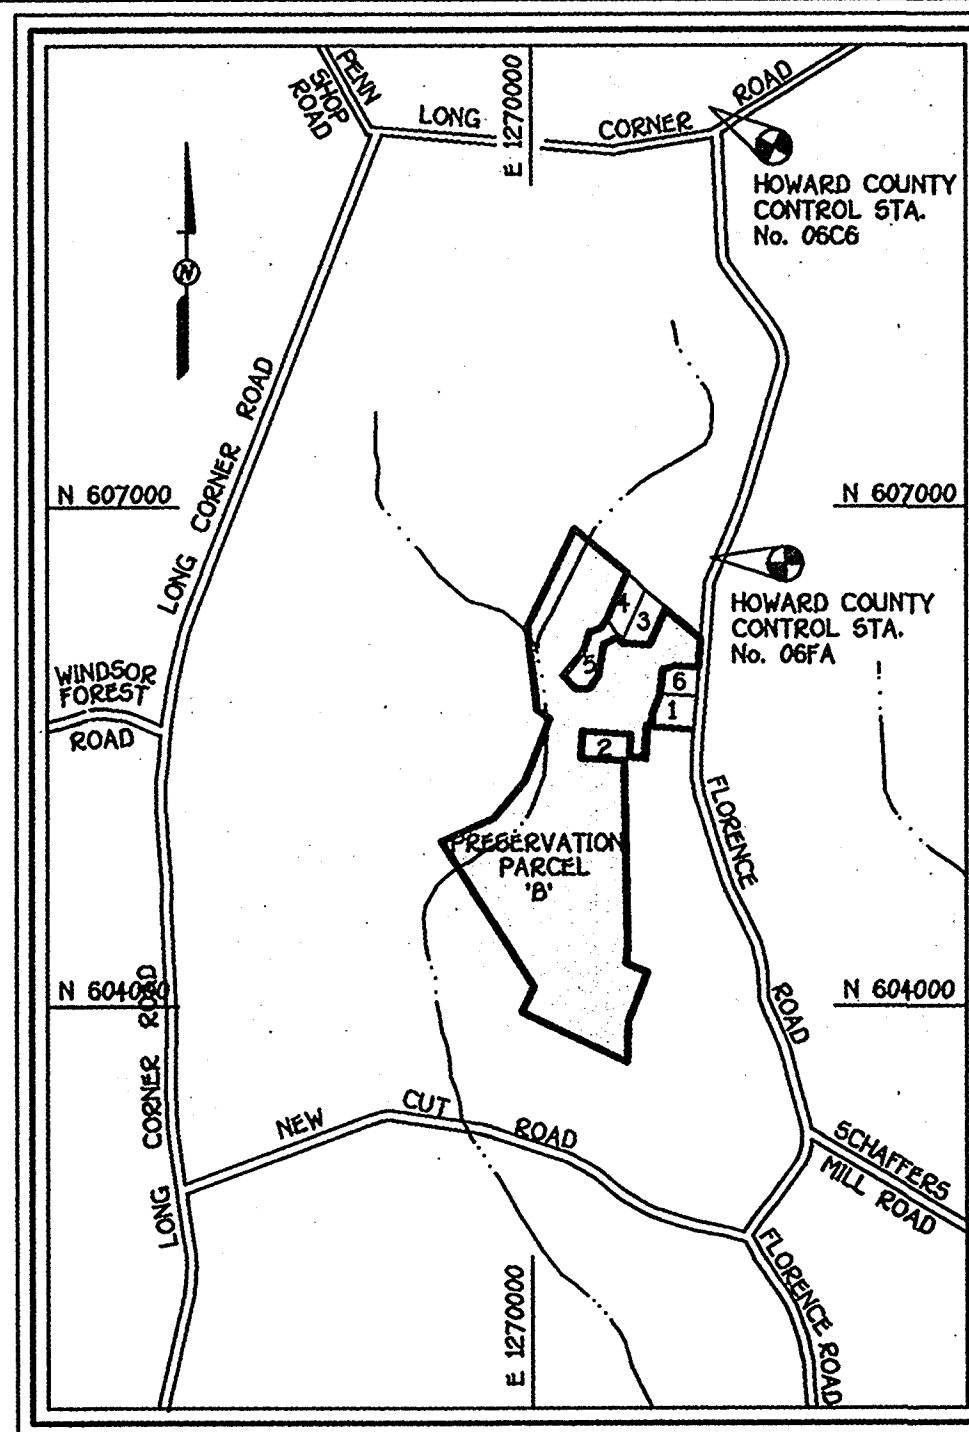 PENN
SHOP
ROAD
E 1270000
LONG CORNER ROAD
HOWARD COUNTY
CONTROL STA.
No. 06C6
N
LONG CORNER ROAD
N 607000
N 607000
HOWARD COUNTY
CONTROL STA.
No. 06FA
4
3
5
6
1
2
WINDSOR
FOREST
ROAD
FLORENCE ROAD
PRESERVATION
PARCEL
'B'
N 604000
N 604000
LONG CORNER ROAD
NEW CUT ROAD
SCHAFFERS
MILL ROAD
FLORENCE ROAD
E 1270000